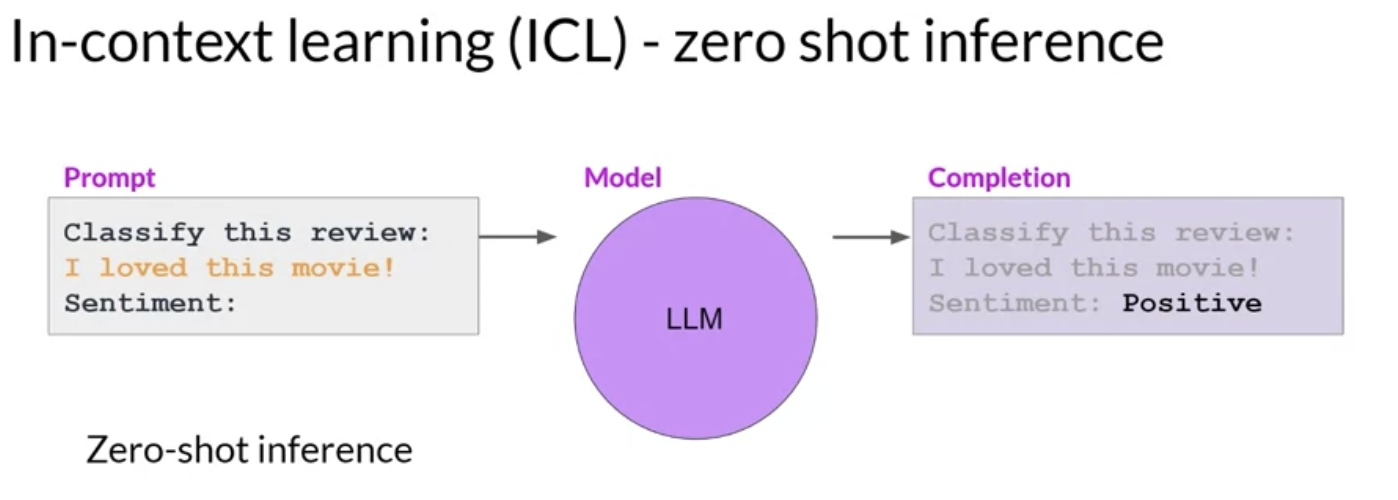 In-context learning (ICL) - zero shot inference
Prompt
Classify this review:
I loved this movie!
Sentiment:
Model
LLM
Completion
Classify this review:
I loved this movie!
Sentiment: Positive
Zero-shot inference